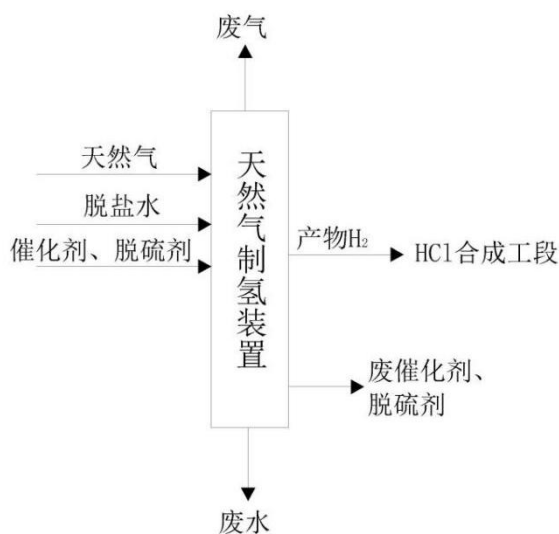 废气
天然气
脱盐水
催化剂、脱硫剂
天然气制氢装置
产物H₂
HCl合成工段
废催化剂、
脱硫剂
废水